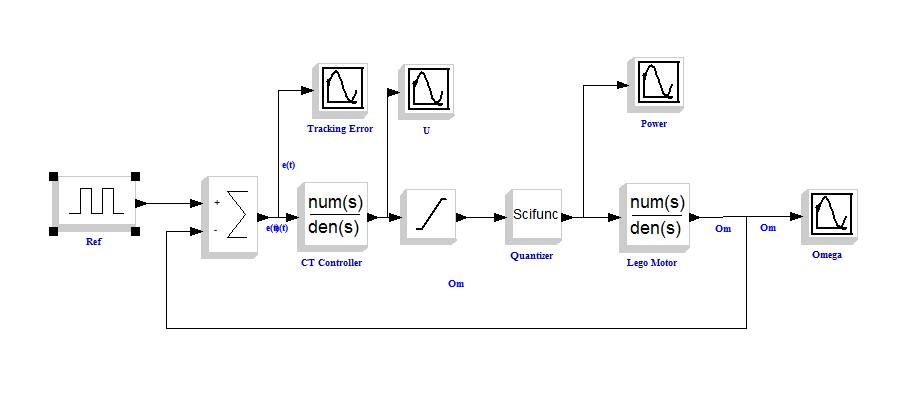 Tracking Error
U
Power
e(t)
+
-
num(s)
den(s)
Scifunc
num(s)
den(s)
Ref
e(t)
CT Controller
Quantizer
Lego Motor
Om
Om
Omega
Om